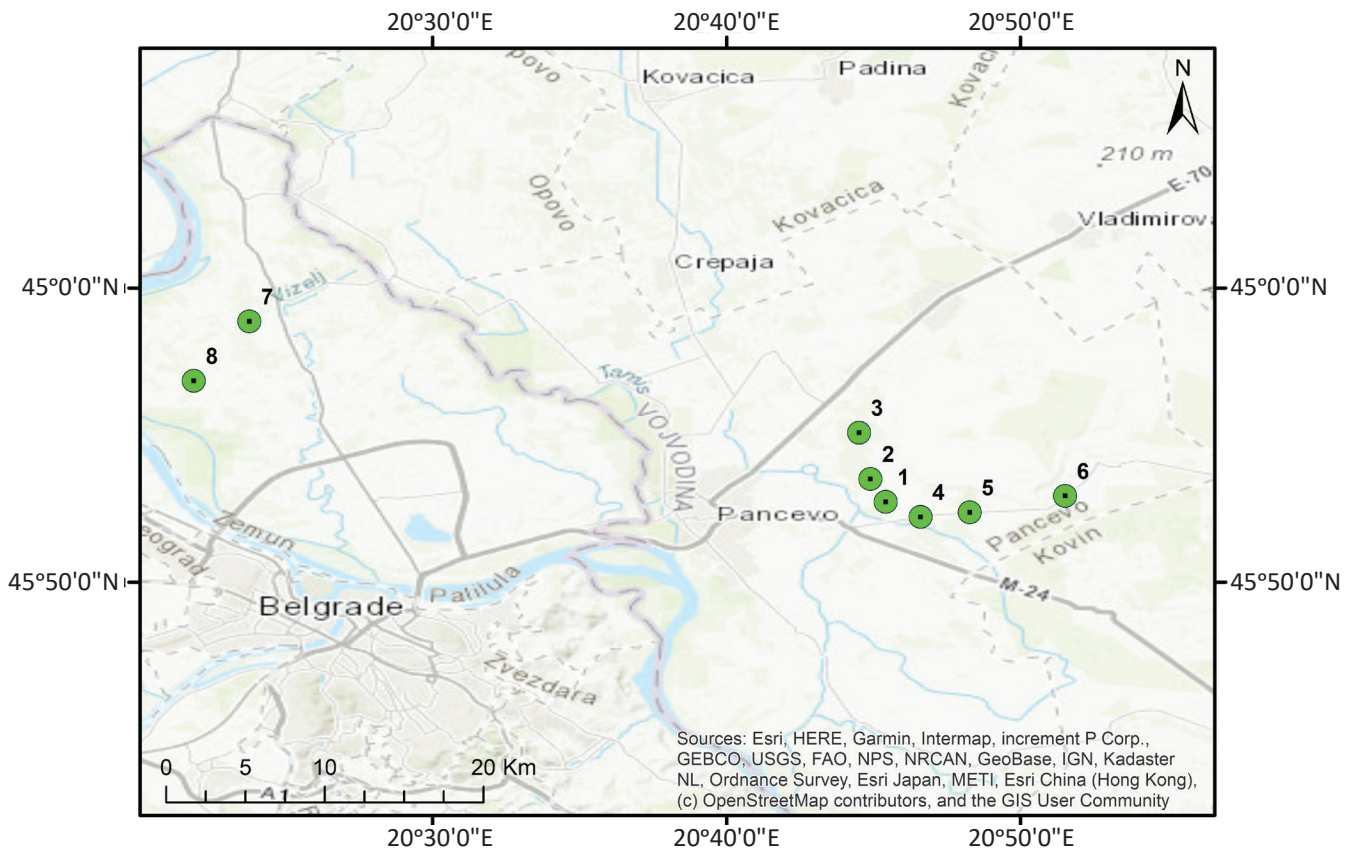 20°30'0"E 20°40'0"E 20°50'0"E
Kovacica
Padina
N
210 m
E-70
Opovo
Kovacica
Vladimirov
Crepaja
45°0'0"N
45°0'0"N
7
Vizelj
8
Tamis
VOJVODINA
3
2
1
4
5
6
Pancevo
Pancevo
Kovin
Zemun
45°50'0"N
45°50'0"N
M-24
Palilula
Belgrade
Zvezdara
Sources: Esri, HERE, Garmin, Intermap, increment P Corp.,
GEBCO, USGS, FAO, NPS, NRCAN, GeoBase, IGN, Kadaster
NL, Ordnance Survey, Esri Japan, METI, Esri China (Hong Kong),
(c) OpenStreetMap contributors, and the GIS User Community
0 5 10 20 Km
A1
20°30'0"E 20°40'0"E 20°50'0"E